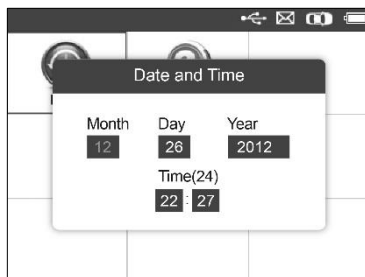 Date and Time
Month Day Year
12 26 2012
Time(24)
22 : 27